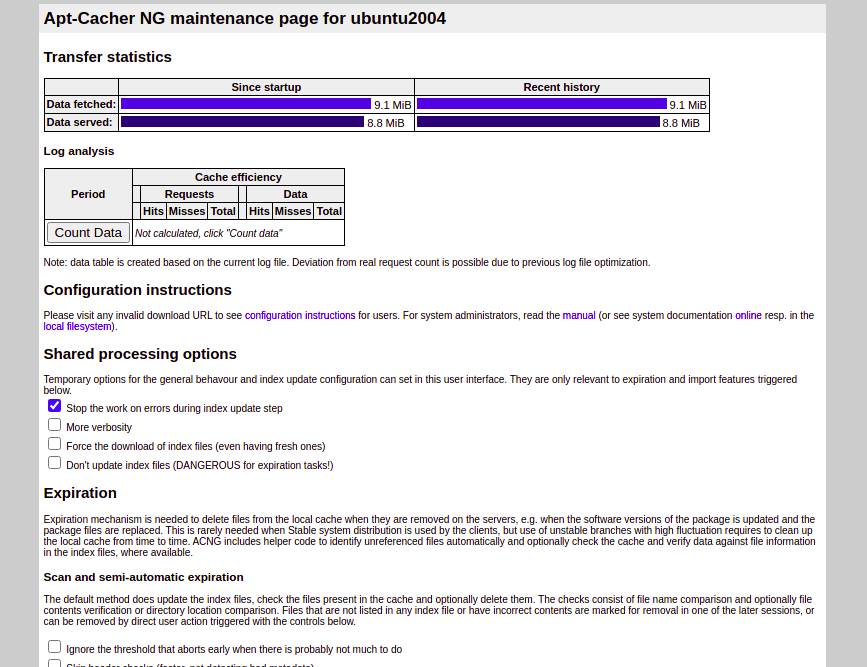 Apt-Cacher NG maintenance page for ubuntu2004
Transfer statistics
Since startup Recent history
Data fetched: 9.1 MiB 9.1 MiB
Data served: 8.8 MiB 8.8 MiB
Log analysis
Period Cache efficiency
Requests Data
Hits Misses Total Hits Misses Total
Count Data Not calculated, click "Count data"
Note: data table is created based on the current log file. Deviation from real request count is possible due to previous log file optimization.
Configuration instructions
Please visit any invalid download URL to see configuration instructions for users. For system administrators, read the manual (or see system documentation online resp. in the
local filesystem).
Shared processing options
Temporary options for the general behavour and index update configuration can set in this user interface. They are only relevant to expiration and import features triggered
below.
Stop the work on errors during index update step
More verbosity
Force the download of index files (even having fresh ones)
Don't update index files (DANGEROUS for expiration tasks!)
Expiration
Expiration mechanism is needed to delete files from the local cache when they are removed on the servers, e.g. when the software versions of the package is updated and the
package files are replaced. This is rarely needed when Stable system distribution is used by the clients, but use of unstable branches with high fluctuation requires to clean up
the local cache from time to time. ACNG includes helper code to identify unreferenced files automatically and optionally check the cache and verify data against file information
in the index files, where available.
Scan and semi-automatic expiration
The default method does update the index files, check the files present in the cache and optionally delete them. The checks consist of file name comparison and optionally file
contents verification or directory location comparison. Files that are not listed in any index file or have incorrect contents are marked for removal in one of the later sessions, or
can be removed by direct user action triggered with the controls below.
Ignore the threshold that aborts early when there is probably not much to do
Skip header checks (faster, not detecting bad metadata)